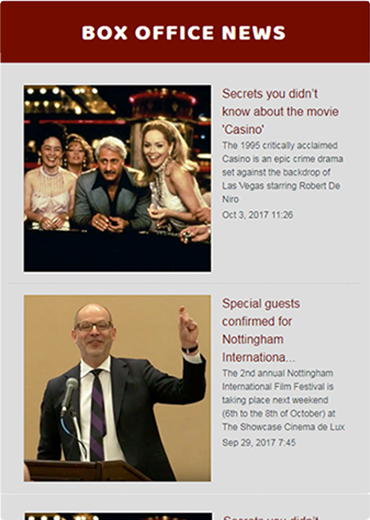 BOX OFFICE NEWS
Secrets you didn't
know about the movie
'Casino'
The 1995 critically acclaimed
Casino is an epic crime drama
set against the backdrop of
Las Vegas starring Robert De
Niro
Oct 3, 2017 11:26
Special guests
confirmed for
Nottingham
Internationa...
The 2nd annual Nottingham
International Film Festival is
taking place next weekend
(6th to the 8th of October) at
The Showcase Cinema de Lux
Sep 29, 2017 7:45
Secrets you didn't